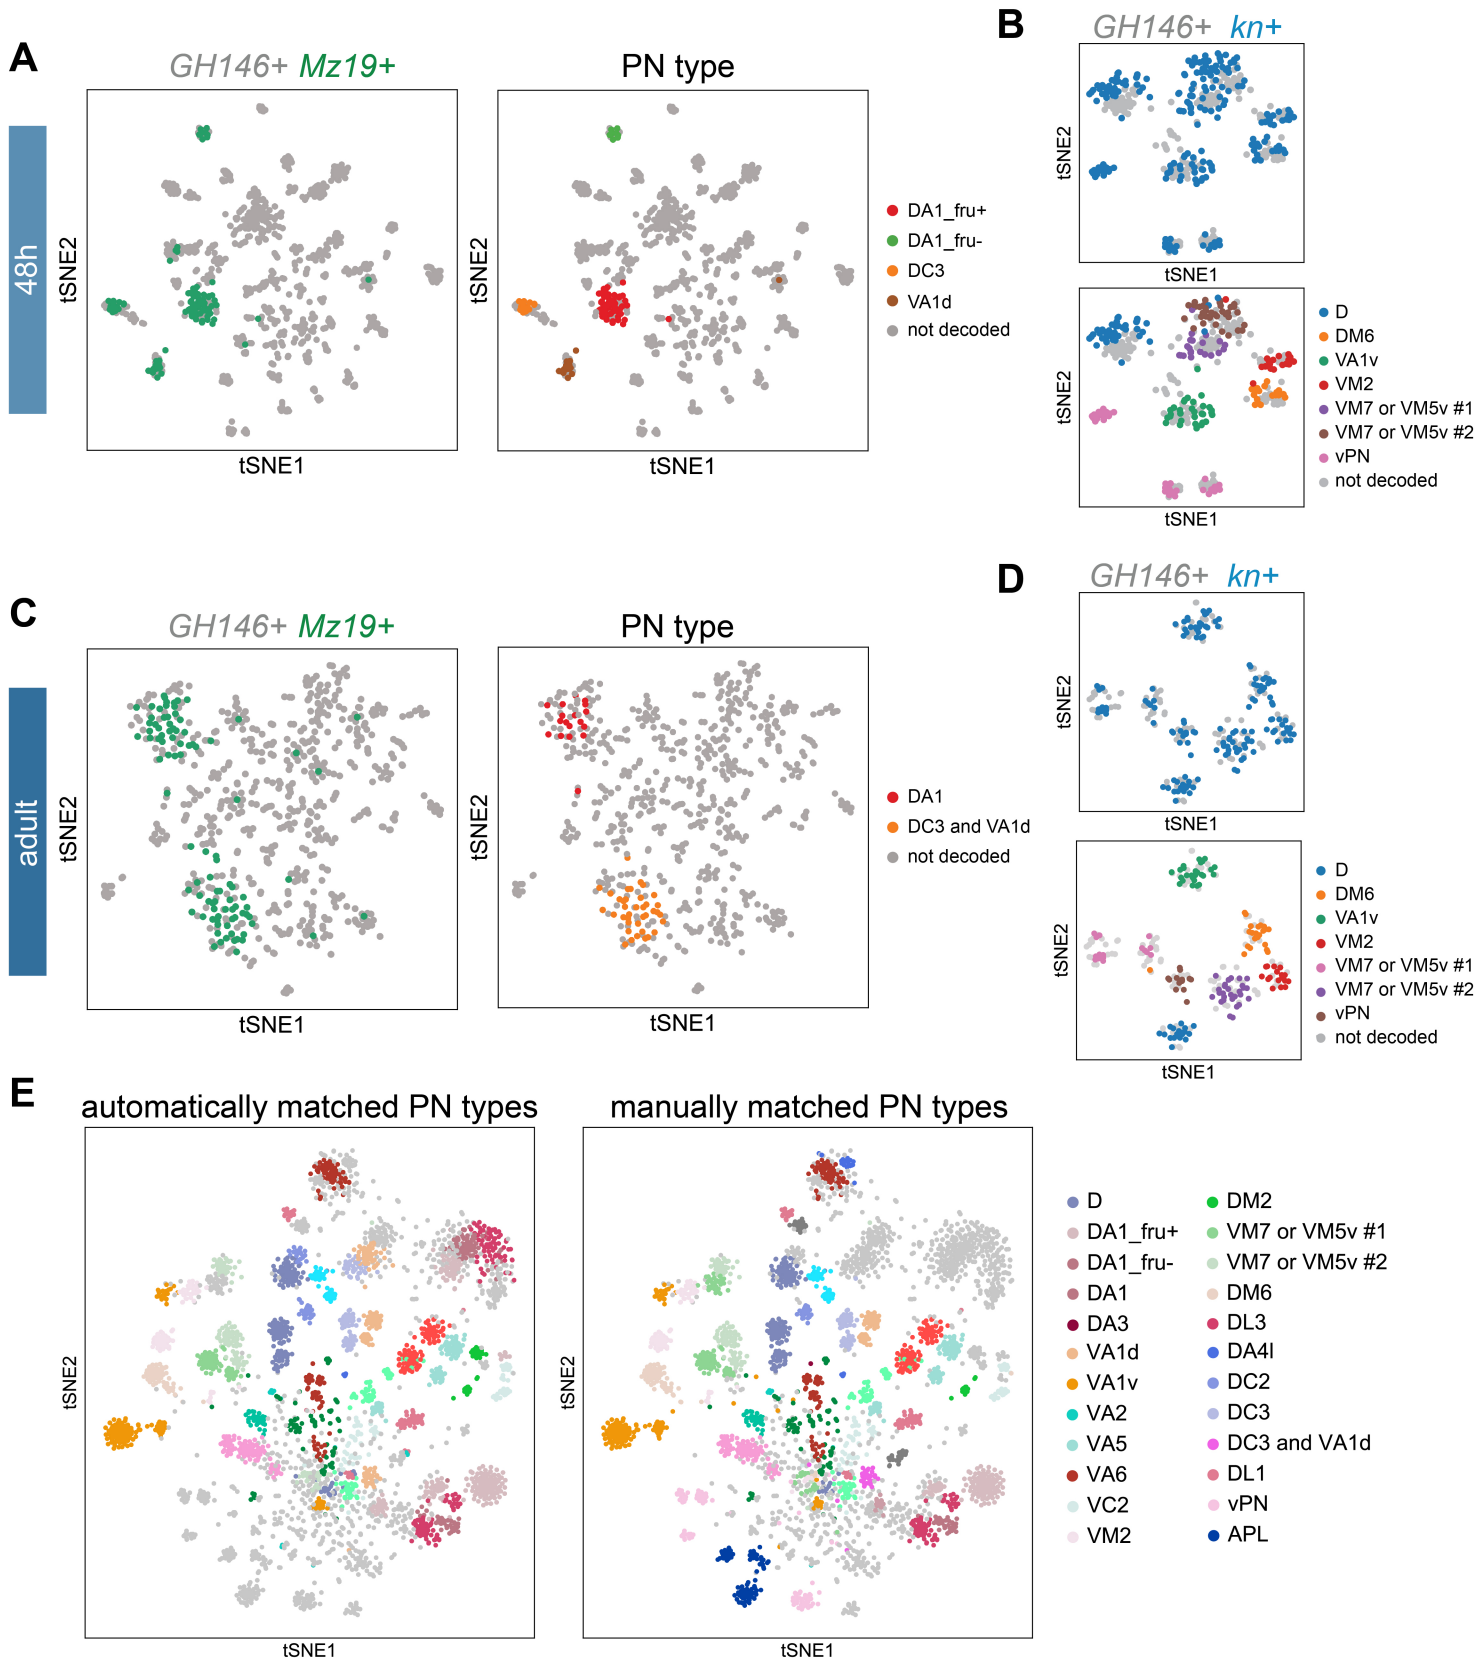 A
GH146+ Mz19+
PN type
48h
tSNE2
tSNE1
tSNE2
tSNE1
DA1_fru+
DA1_fru-
DC3
VA1d
not decoded
B
GH146+ kn+
tSNE2
tSNE1
tSNE2
tSNE1
D
DM6
VA1v
VM2
VM7 or VM5v #1
VM7 or VM5v #2
vPN
not decoded
C
GH146+ Mz19+
PN type
adult
tSNE2
tSNE1
tSNE2
tSNE1
DA1
DC3 and VA1d
not decoded
D
GH146+ kn+
tSNE2
tSNE1
tSNE2
tSNE1
D
DM6
VA1v
VM2
VM7 or VM5v #1
VM7 or VM5v #2
vPN
not decoded
E
automatically matched PN types
manually matched PN types
tSNE2
tSNE1
tSNE2
tSNE1
D
DA1_fru+
DA1_fru-
DA1
DA3
VA1d
VA1v
VA2
VA5
VA6
VC2
VM2
DM2
VM7 or VM5v #1
VM7 or VM5v #2
DM6
DL3
DA4l
DC2
DC3
DC3 and VA1d
DL1
vPN
APL